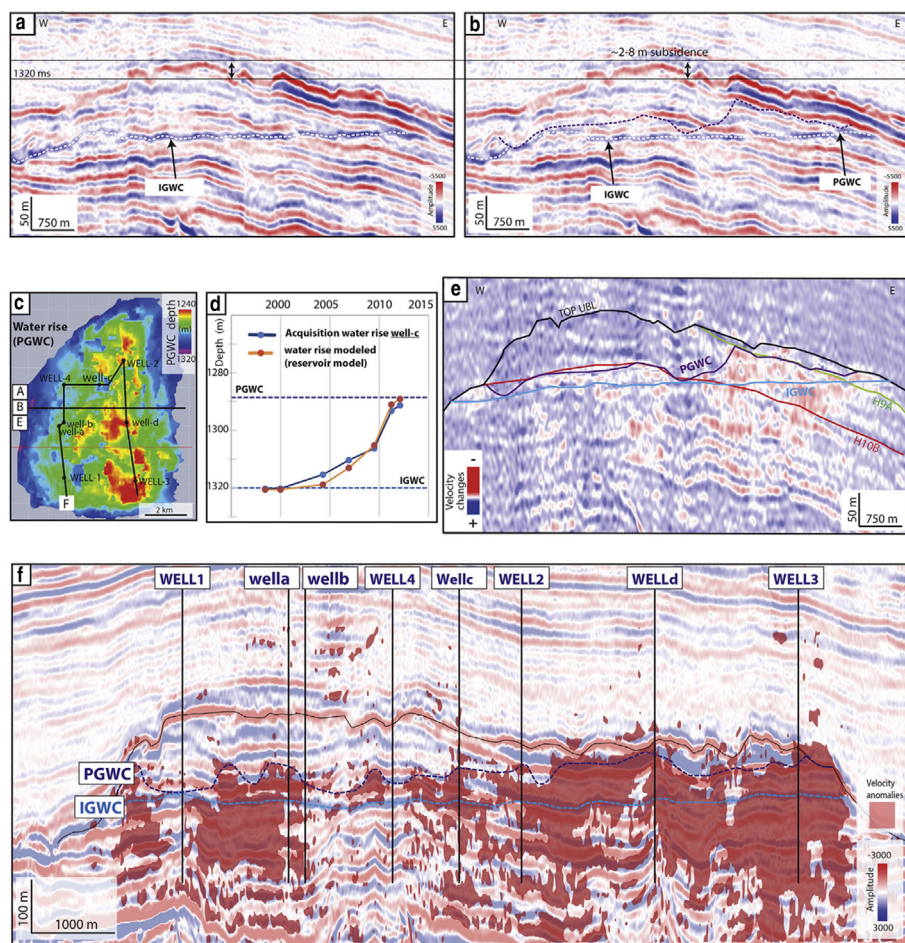 a
W
E
1320 ms
IGWC
50 m
750 m
-5500
Amplitude
5500
b
W
E
~2-8 m subsidence
IGWC
PGWC
50 m
750 m
-5500
Amplitude
5500
c
Water rise
(PGWC)
1240
PGWC depth
(m)
1320
WELL-2
WELL-4
well-c
A
B
E
well-b
well-a
well-d
WELL-1
WELL-3
F
2 km
d
2000
2005
2010
2015
Depth (m)
Acquisition water rise well-c
water rise modeled
(reservoir model)
1280
PGWC
1300
IGWC
1320
e
W
E
TOP UBL
PGWC
IGWC
H9A
H10B
-
Velocity
changes
+
50 m
750 m
f
WELL1
wella
wellb
WELL4
Wellc
WELL2
WELLd
WELL3
PGWC
IGWC
Velocity
anomalies
-3000
Amplitude
3000
100 m
1000 m